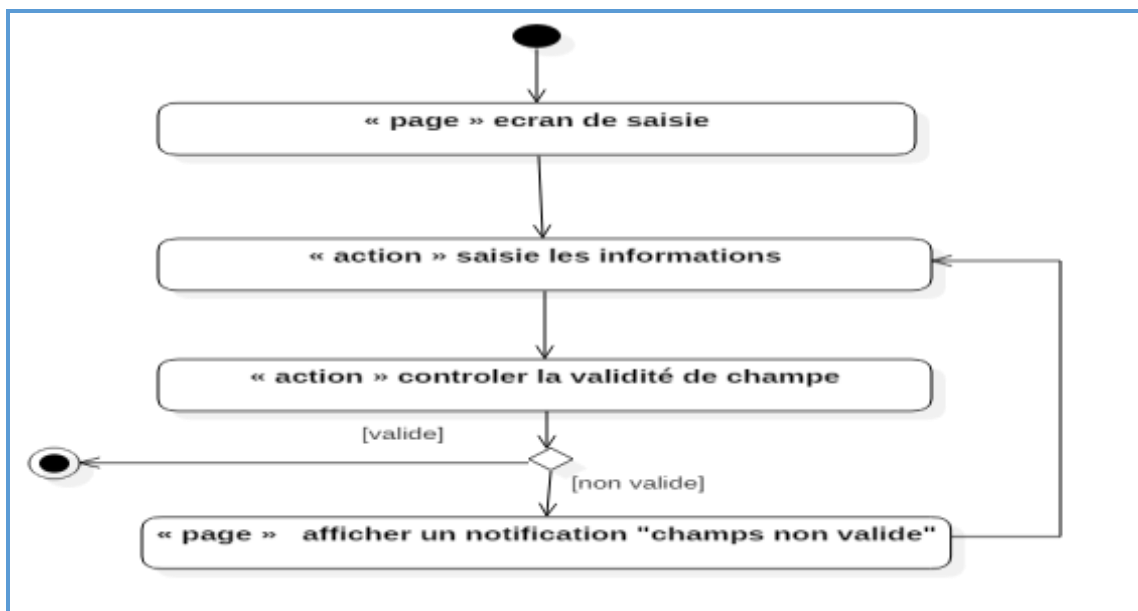 « page » ecran de saisie
« action » saisie les informations
« action » controler la validité de champe
[valide]
[non valide]
« page » afficher un notification "champs non valide"